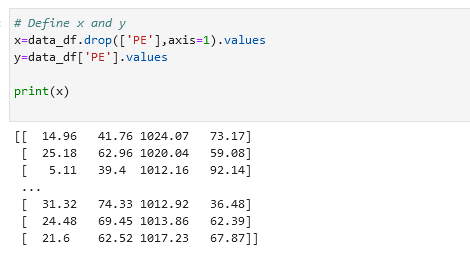 # Define x and y
x=data_df.drop(['PE'],axis=1).values
y=data_df['PE'].values
print(x)
[[  14.96   41.76 1024.07   73.17]
 [  25.18   62.96 1020.04   59.08]
 [   5.11   39.4  1012.16   92.14]
 ...
 [  31.32   74.33 1012.92   36.48]
 [  24.48   69.45 1013.86   62.39]
 [  21.6    62.52 1017.23   67.87]]